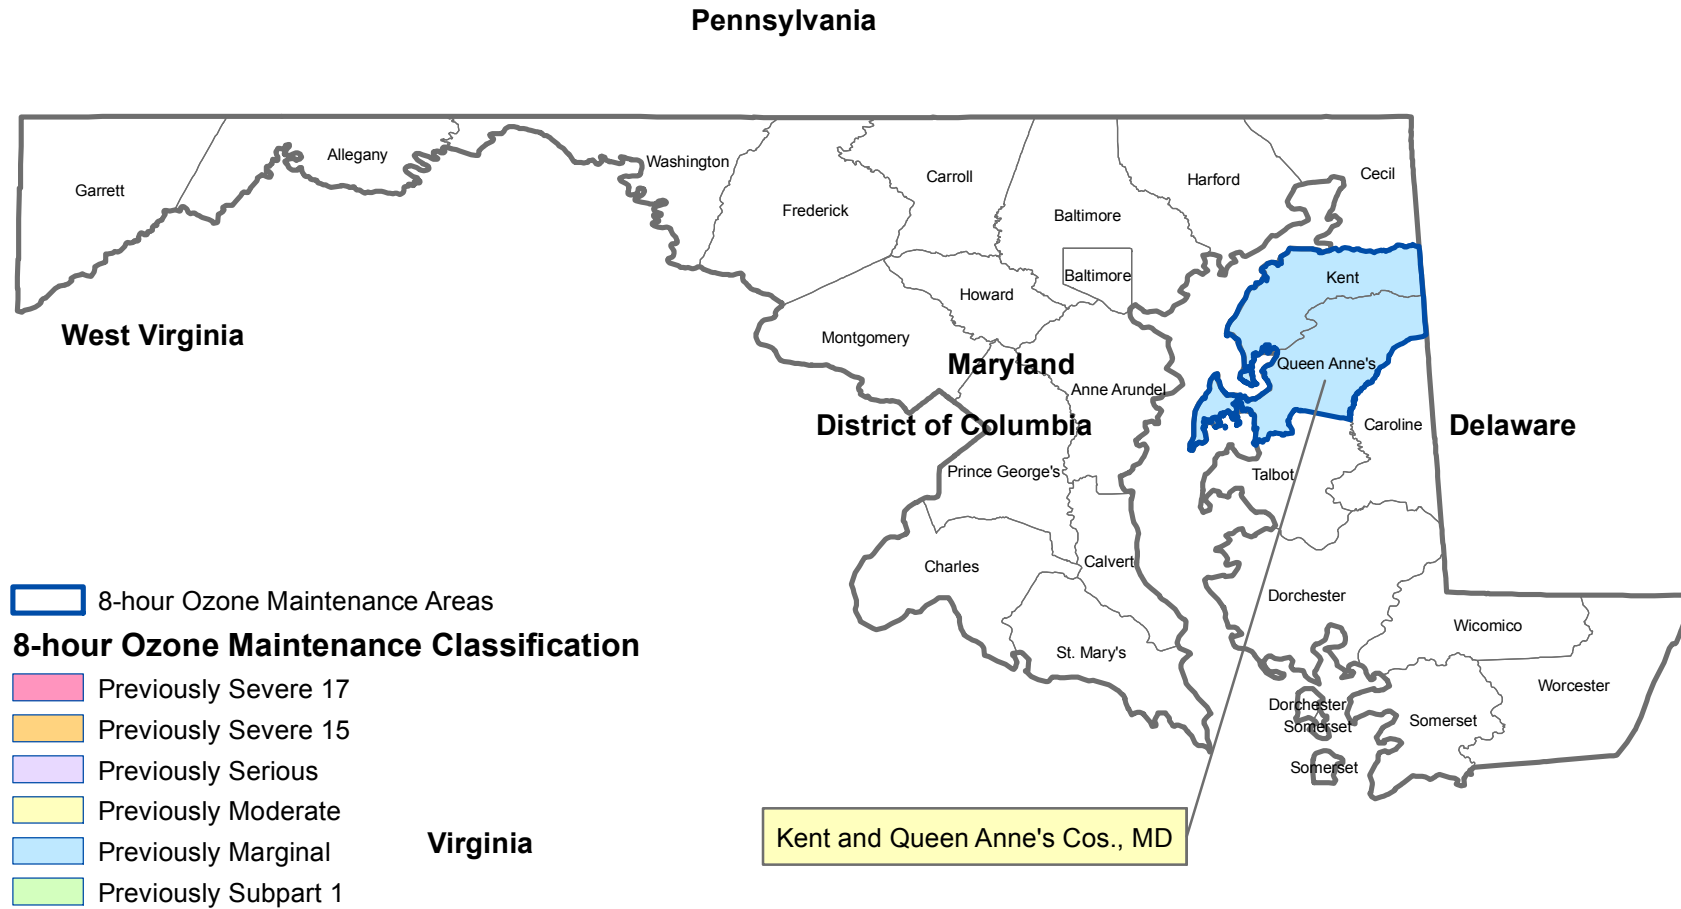 Pennsylvania
Garrett
Allegany
Washington
Frederick
Carroll
Baltimore
Harford
Cecil
Baltimore
Howard
Montgomery
Kent
Queen Anne's
West Virginia
Maryland
Anne Arundel
District of Columbia
Caroline
Delaware
Prince George's
Talbot
Charles
Calvert
Dorchester
St. Mary's
Wicomico
Worcester
Dorchester
Somerset
Somerset
Somerset
8-hour Ozone Maintenance Areas
8-hour Ozone Maintenance Classification
Previously Severe 17
Previously Severe 15
Previously Serious
Previously Moderate
Previously Marginal
Previously Subpart 1
Virginia
Kent and Queen Anne's Cos., MD